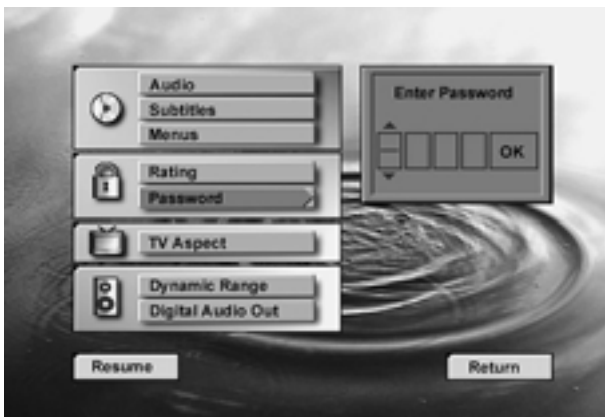 Audio
Subtitles
Menus
Rating
Password
TV Aspect
Dynamic Range
Digital Audio Out
Enter Password
OK
Resume
Return